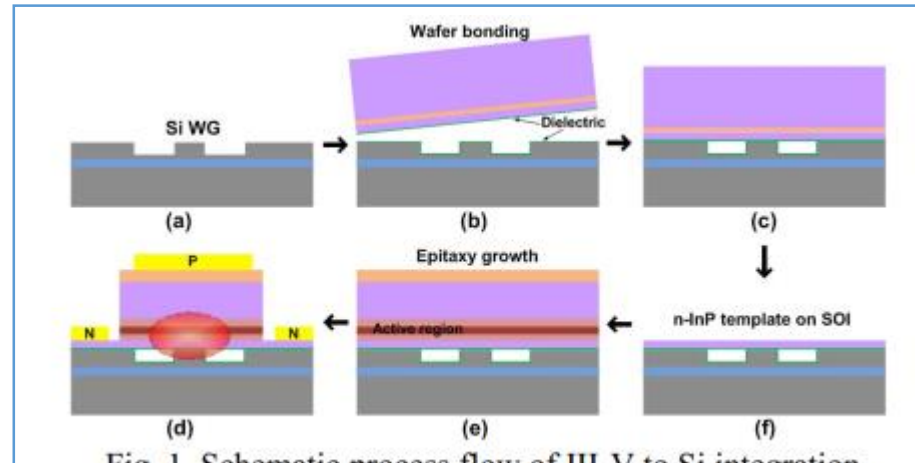 Wafer bonding
Si WG
Dielectric
(a)
(b)
(c)
P
Epitaxy growth
N
N
Active region
n-InP template on SOI
(d)
(e)
(f)
Fig. 1. Schematic process flow of III-V to Si integration